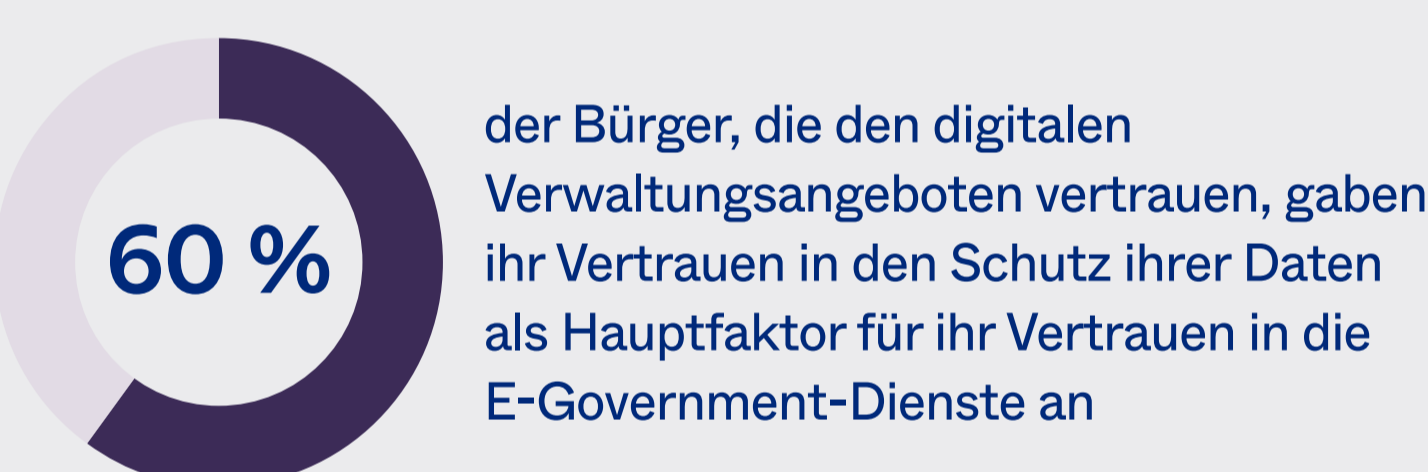 60 %
der Bürger, die den digitalen
Verwaltungsangeboten vertrauen, gaben
ihr Vertrauen in den Schutz ihrer Daten
als Hauptfaktor für ihr Vertrauen in die
E-Government-Dienste an